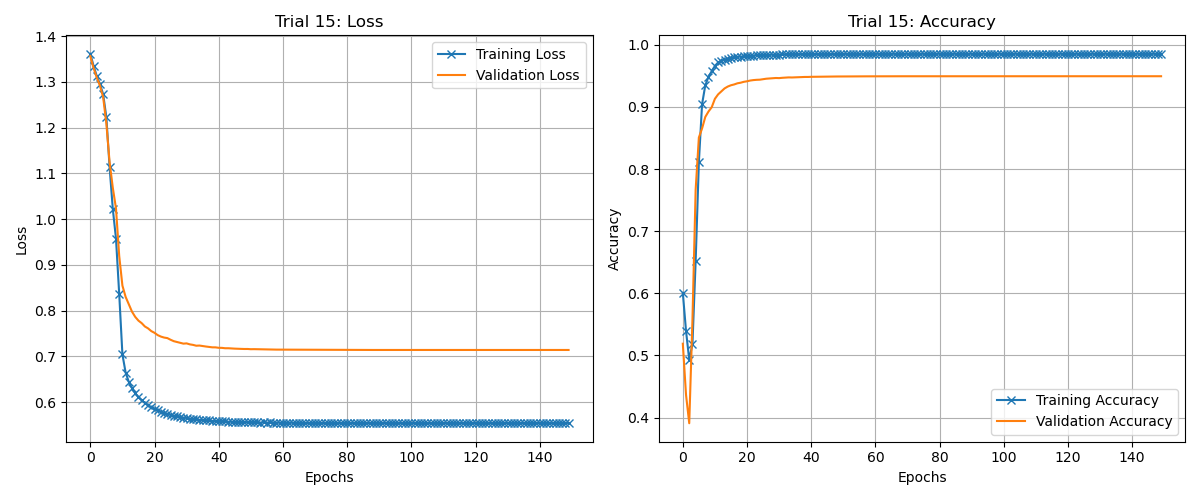 Trial 15: Loss
1.4
1.3
1.2
1.1
1.0
0.9
0.8
0.7
0.6
Loss
0 20 40 60 80 100 120 140
Epochs
Training Loss
Validation Loss
Trial 15: Accuracy
1.0
0.9
0.8
0.7
0.6
0.5
0.4
Accuracy
0 20 40 60 80 100 120 140
Epochs
Training Accuracy
Validation Accuracy